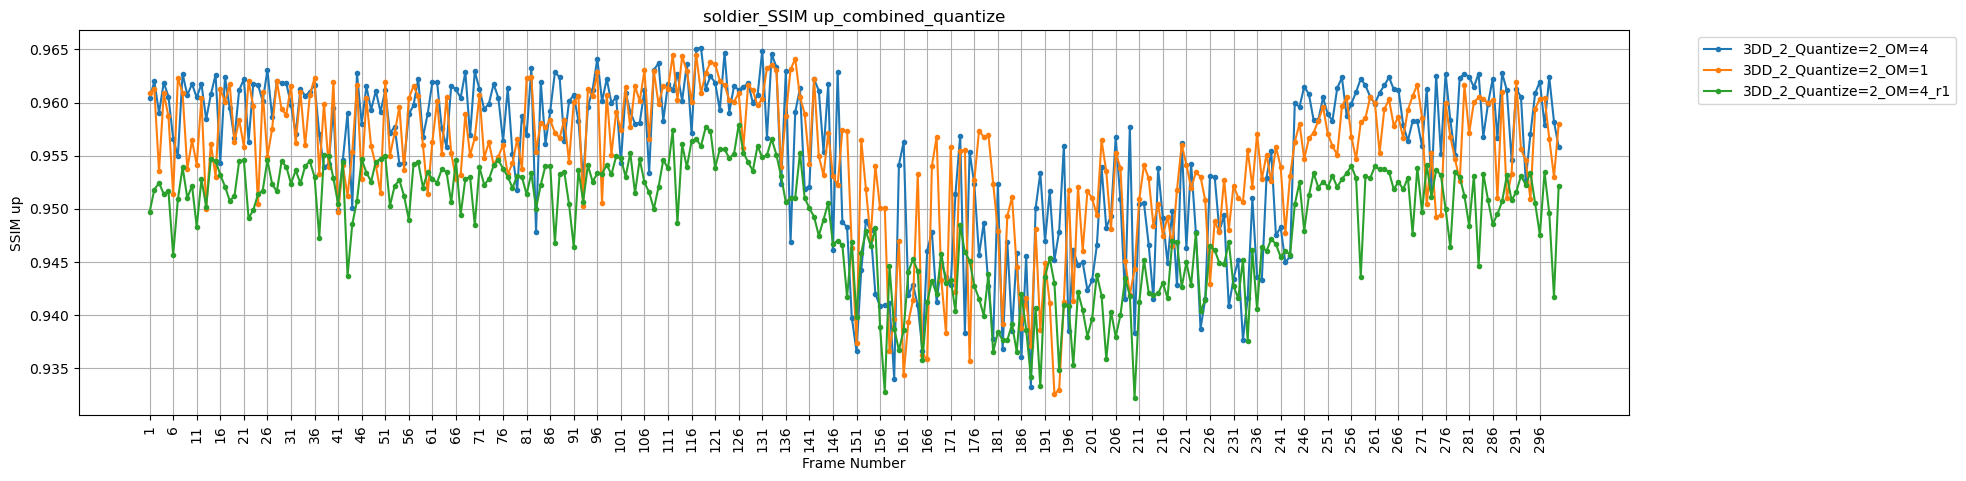 soldier_SSIM up_combined_quantize
SSIM up
0.965
0.960
0.955
0.950
0.945
0.940
0.935
1 6 11 16 21 26 31 36 41 46 51 56 61 66 71 76 81 86 91 96 101 106 111 116 121 126 131 136 141 146 151 156 161 166 171 176 181 186 191 196 201 206 211 216 221 226 231 236 241 246 251 256 261 266 271 276 281 286 291 296
Frame Number
3DD_2_Quantize=2_OM=4
3DD_2_Quantize=2_OM=1
3DD_2_Quantize=2_OM=4_r1